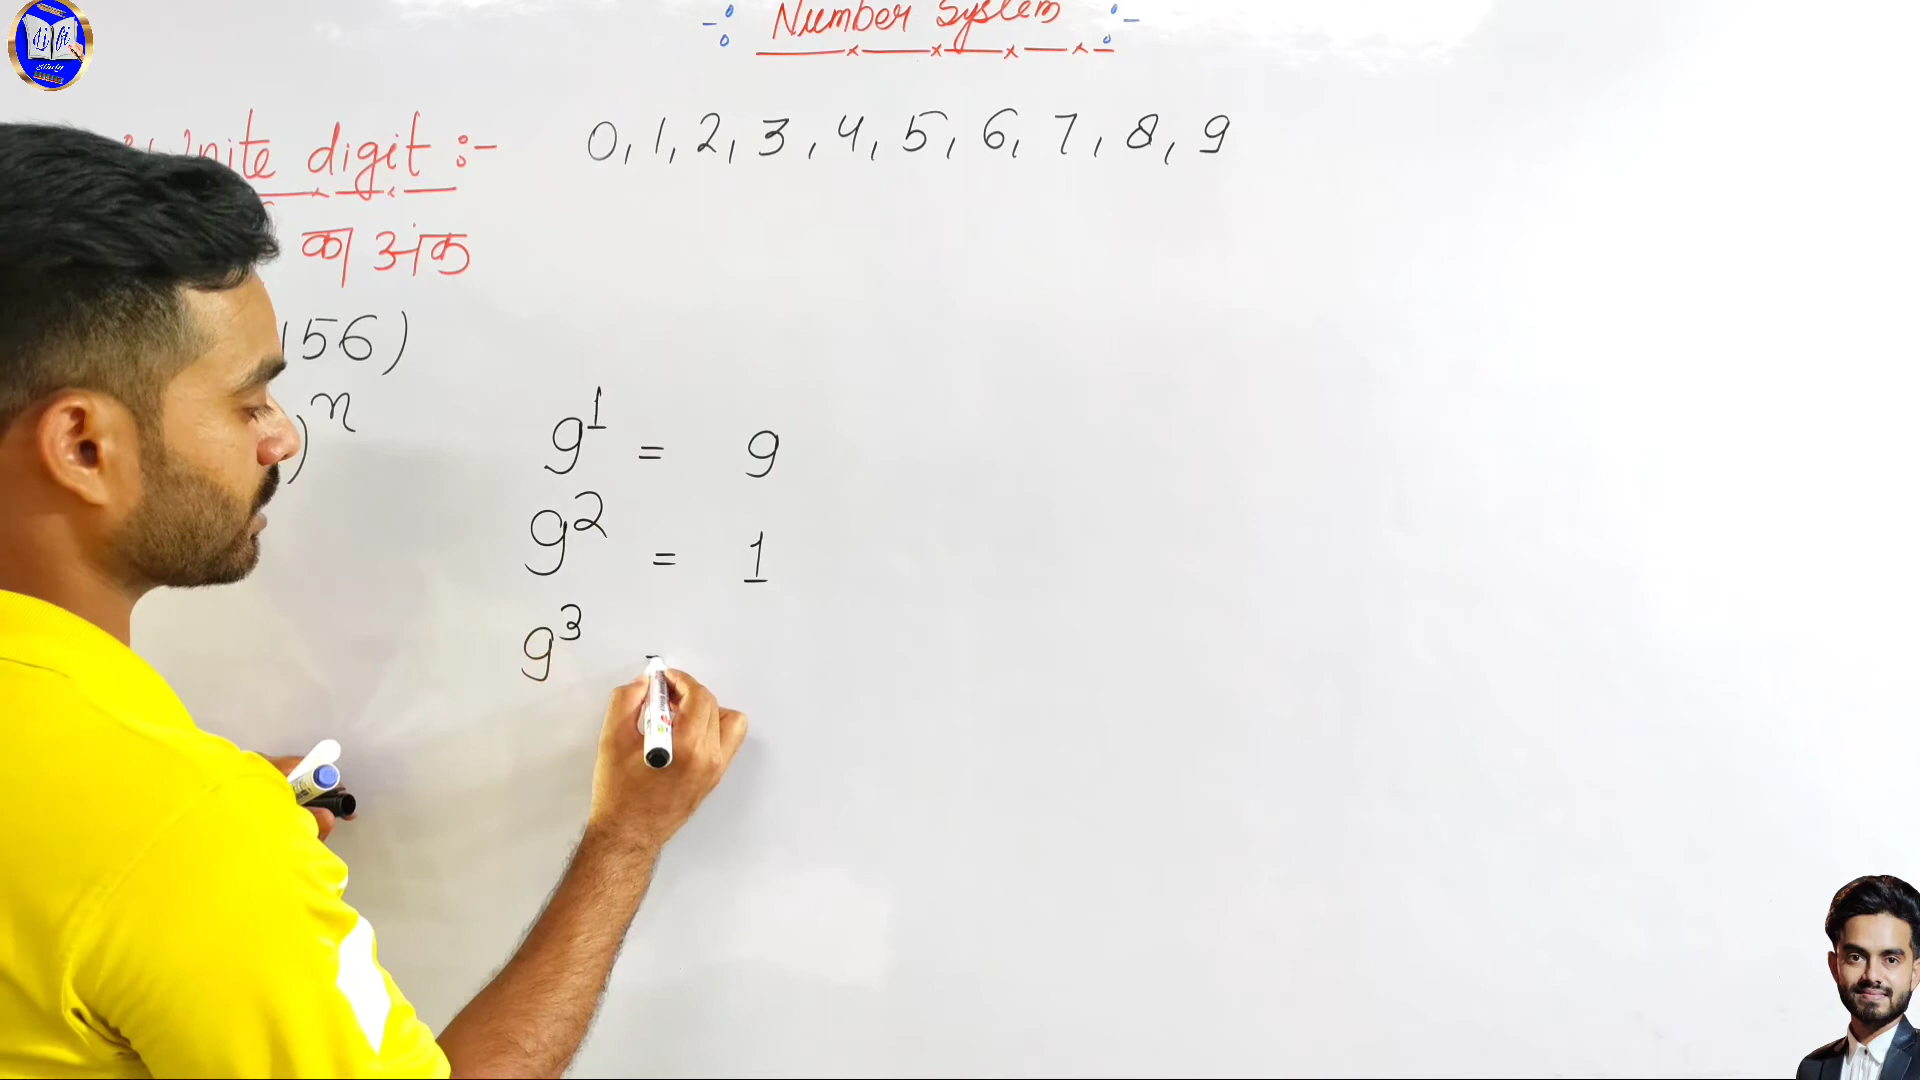 Number System
nite digit :-
0, 1, 2, 3, 4, 5, 6, 7, 8, 9
का अंक
156)
)ⁿ
9¹ = 9
9² = 1
9³ -
Study